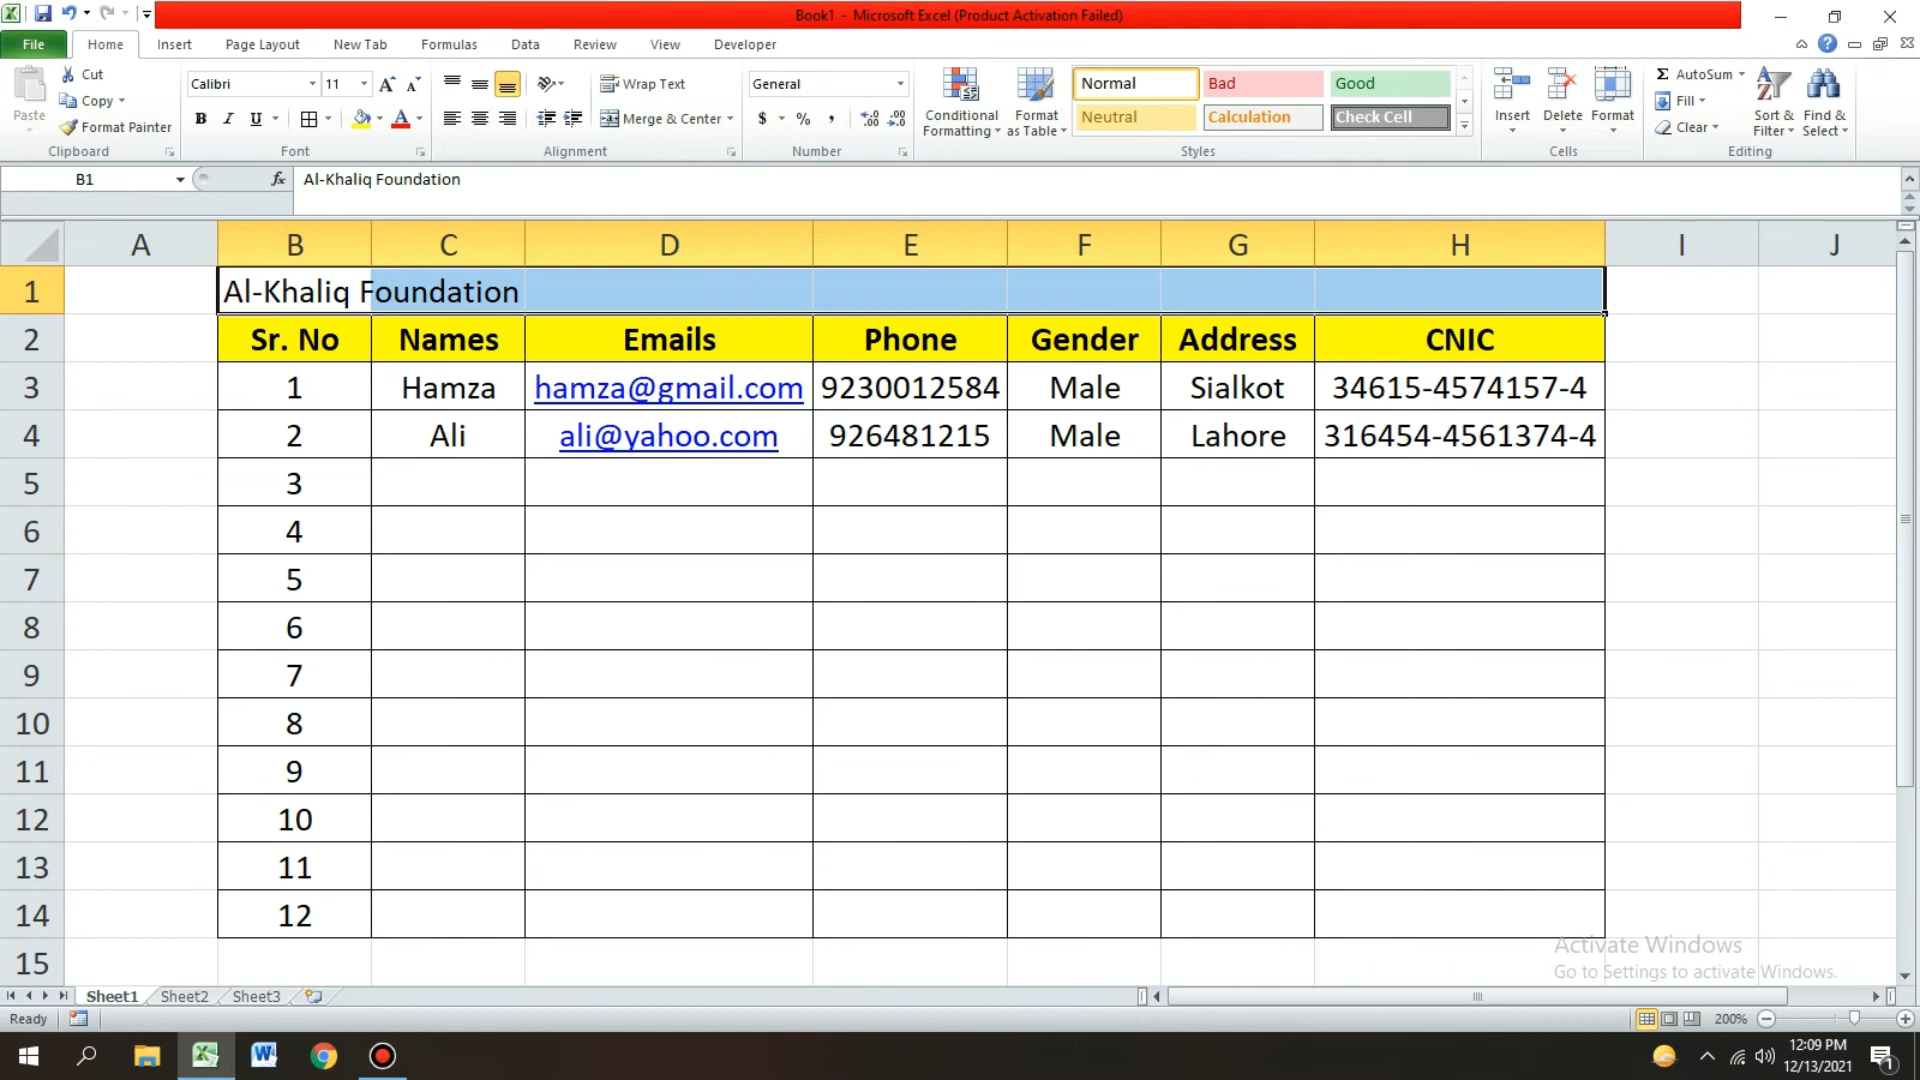 Book1 - Microsoft Excel (Product Activation Failed)
File Home Insert Page Layout New Tab Formulas Data Review View Developer
Paste Cut Copy Format Painter Clipboard
Calibri 11 B I U A Font
Wrap Text Merge & Center Alignment
General $ % , Number
Conditional Formatting Format as Table
Normal Bad Good
Neutral Calculation Check Cell
Styles
Insert Delete Format Cells
Σ AutoSum Fill Clear Sort & Filter Find & Select Editing
B1 fx Al-Khaliq Foundation
A B C D E F G H I J
1 Al-Khaliq Foundation
2 Sr. No Names Emails Phone Gender Address CNIC
3 1 Hamza hamza@gmail.com 9230012584 Male Sialkot 34615-4574157-4
4 2 Ali ali@yahoo.com 926481215 Male Lahore 316454-4561374-4
5 3
6 4
7 5
8 6
9 7
10 8
11 9
12 10
13 11
14 12
15
Activate Windows
Go to Settings to activate Windows.
Sheet1 Sheet2 Sheet3
Ready 200%
12:09 PM
12/13/2021
1